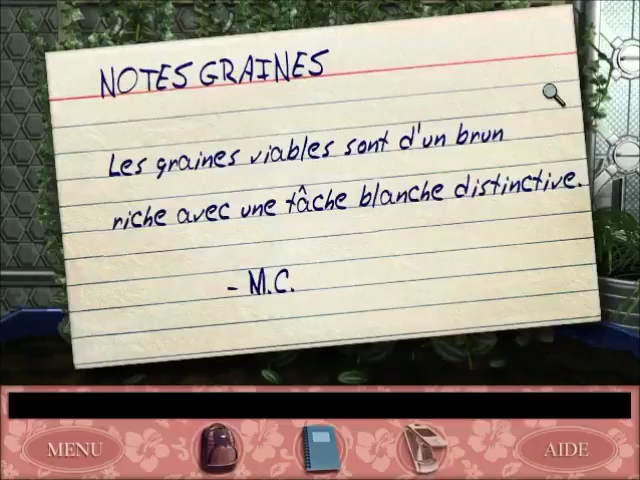 NOTES GRAINES
Les graines viables sont d'un brun
riche avec une tâche blanche distinctive.
- M.C.
MENU
AIDE